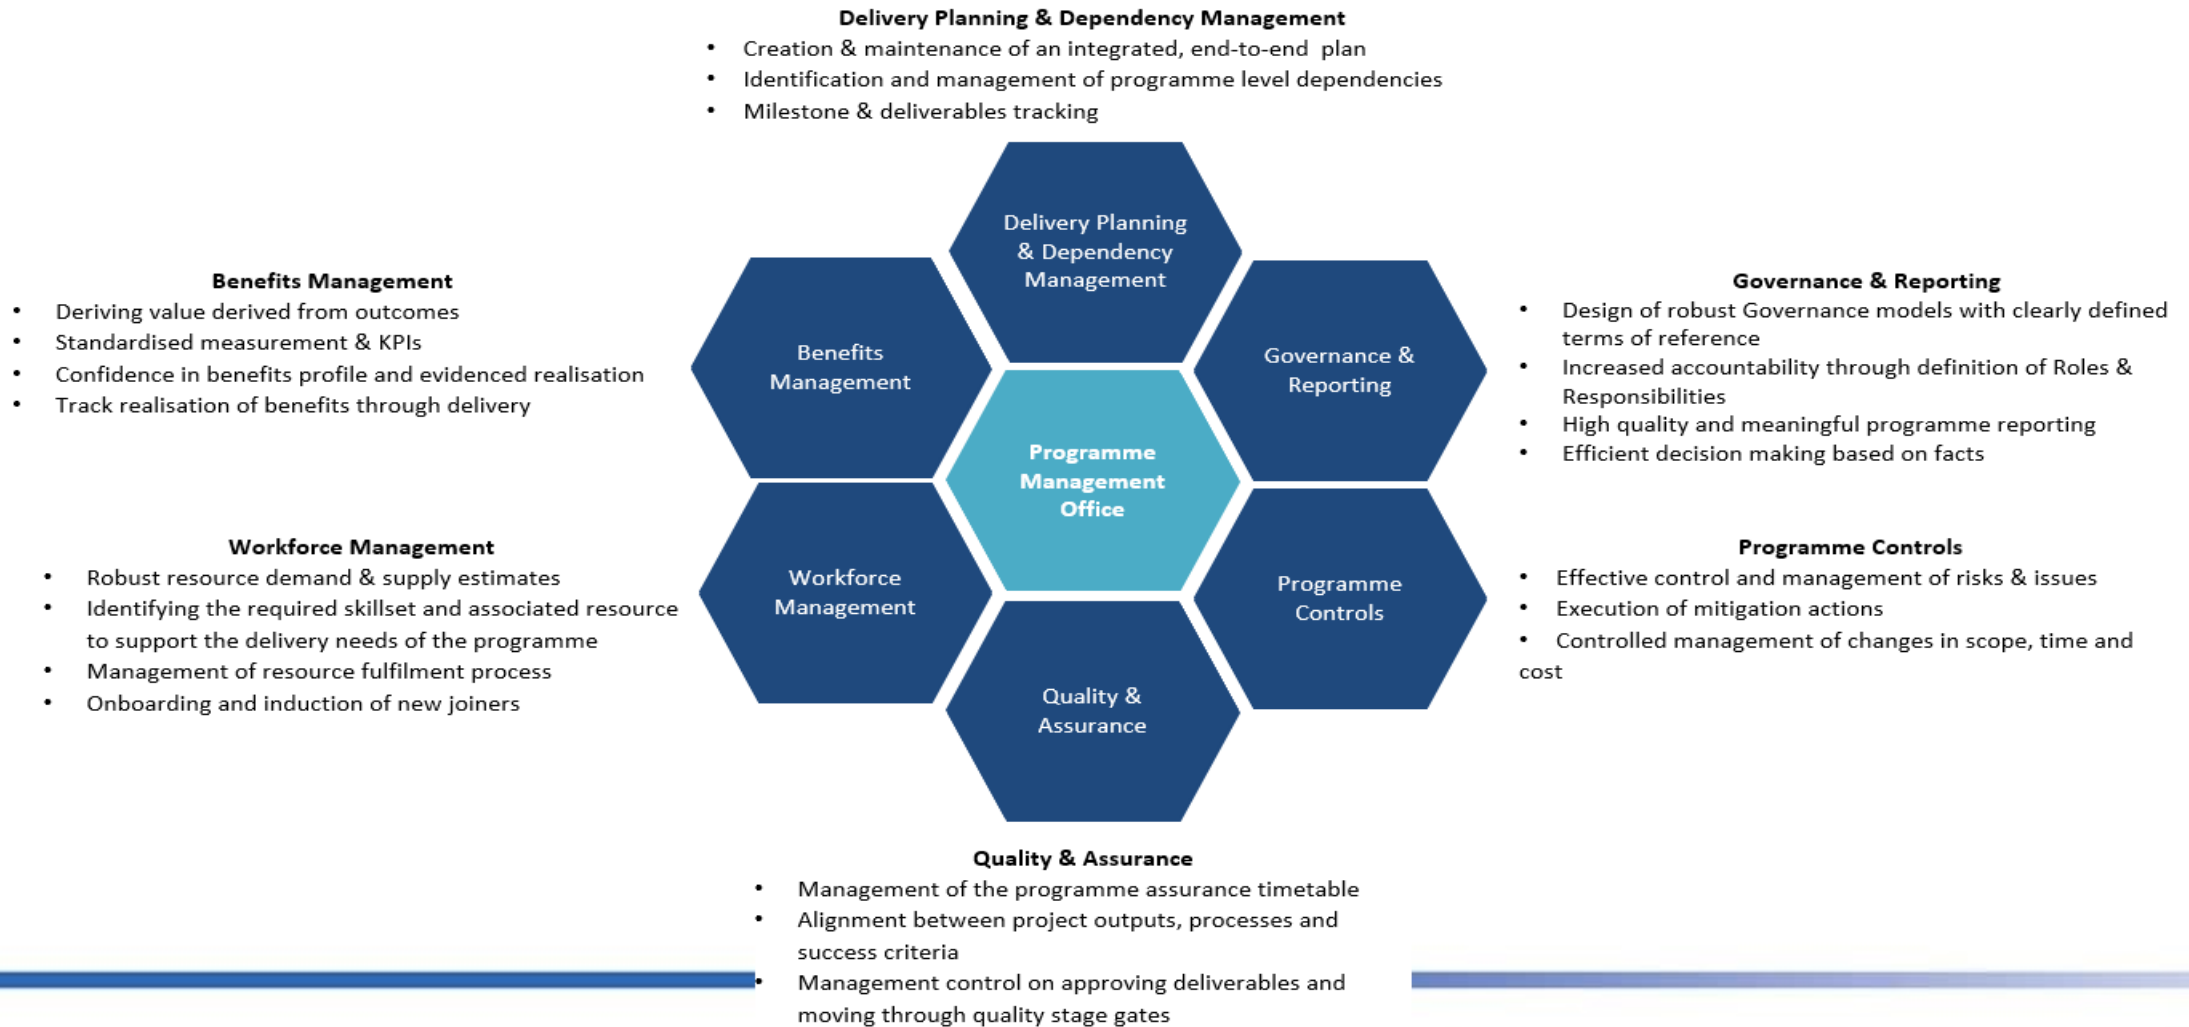 Delivery Planning & Dependency Management
• Creation & maintenance of an integrated, end-to-end plan
• Identification and management of programme level dependencies
• Milestone & deliverables tracking
Delivery Planning
& Dependency
Management
Benefits Management
• Deriving value derived from outcomes
• Standardised measurement & KPIs
• Confidence in benefits profile and evidenced realisation
• Track realisation of benefits through delivery
Benefits
Management
Governance &
Reporting
Governance & Reporting
• Design of robust Governance models with clearly defined
terms of reference
• Increased accountability through definition of Roles &
Responsibilities
• High quality and meaningful programme reporting
• Efficient decision making based on facts
Programme
Management
Office
Workforce Management
• Robust resource demand & supply estimates
• Identifying the required skillset and associated resource
to support the delivery needs of the programme
• Management of resource fulfilment process
• Onboarding and induction of new joiners
Workforce
Management
Programme
Controls
Programme Controls
• Effective control and management of risks & issues
• Execution of mitigation actions
• Controlled management of changes in scope, time and
cost
Quality &
Assurance
Quality & Assurance
• Management of the programme assurance timetable
• Alignment between project outputs, processes and
success criteria
• Management control on approving deliverables and
moving through quality stage gates